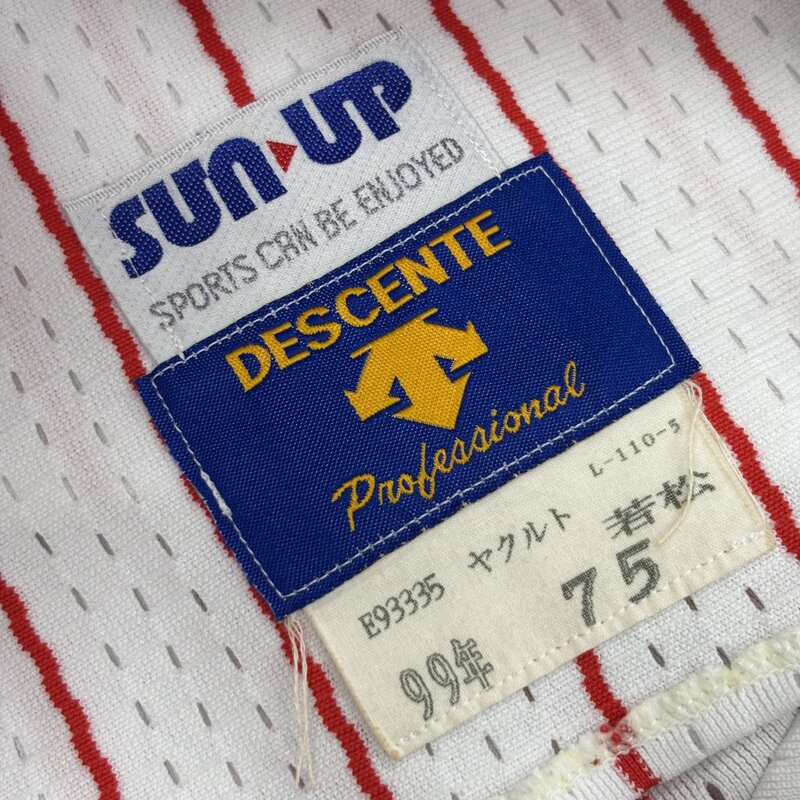 SUN UP
SPORTS CAN BE ENJOYED
DESCENTE
Professional
L-110-5
E93335 ヤクルト 若松
99年 75